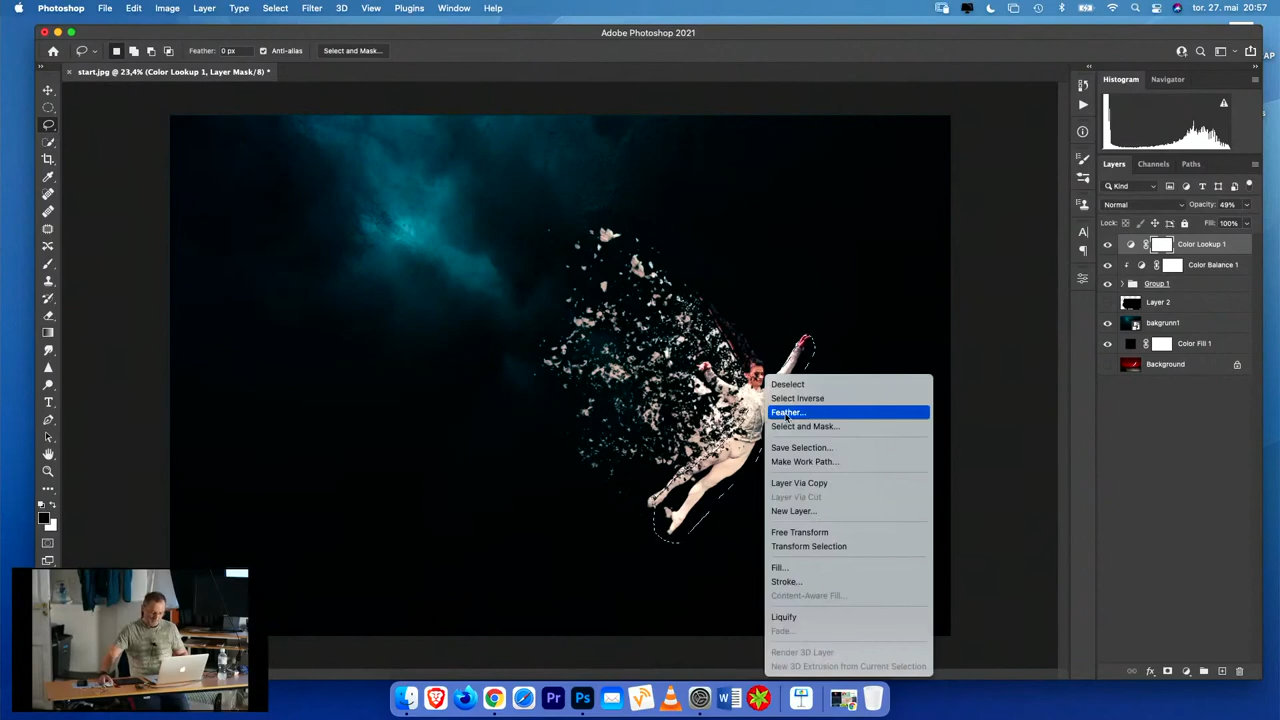 Photoshop File Edit Image Layer Type Select Filter 3D View Plugins Window Help tor. 27. mai 20:57
Adobe Photoshop 2021
Feather: 0 px Anti-alias Select and Mask...
start.jpg @ 23,4% (Color Lookup 1, Layer Mask/8) *
Histogram Navigator
Layers Channels Paths
Kind
Normal Opacity: 49%
Lock: Fill: 100%
Color Lookup 1
Color Balance 1
Group 1
Layer 2
bakgrunn1
Color Fill 1
Background
Deselect
Select Inverse
Feather...
Select and Mask...
Save Selection...
Make Work Path...
Layer Via Copy
Layer Via Cut
New Layer...
Free Transform
Transform Selection
Fill...
Stroke...
Content-Aware Fill...
Liquify
Fade...
Render 3D Layer
New 3D Extrusion from Current Selection
Pr
Ps
W
AP